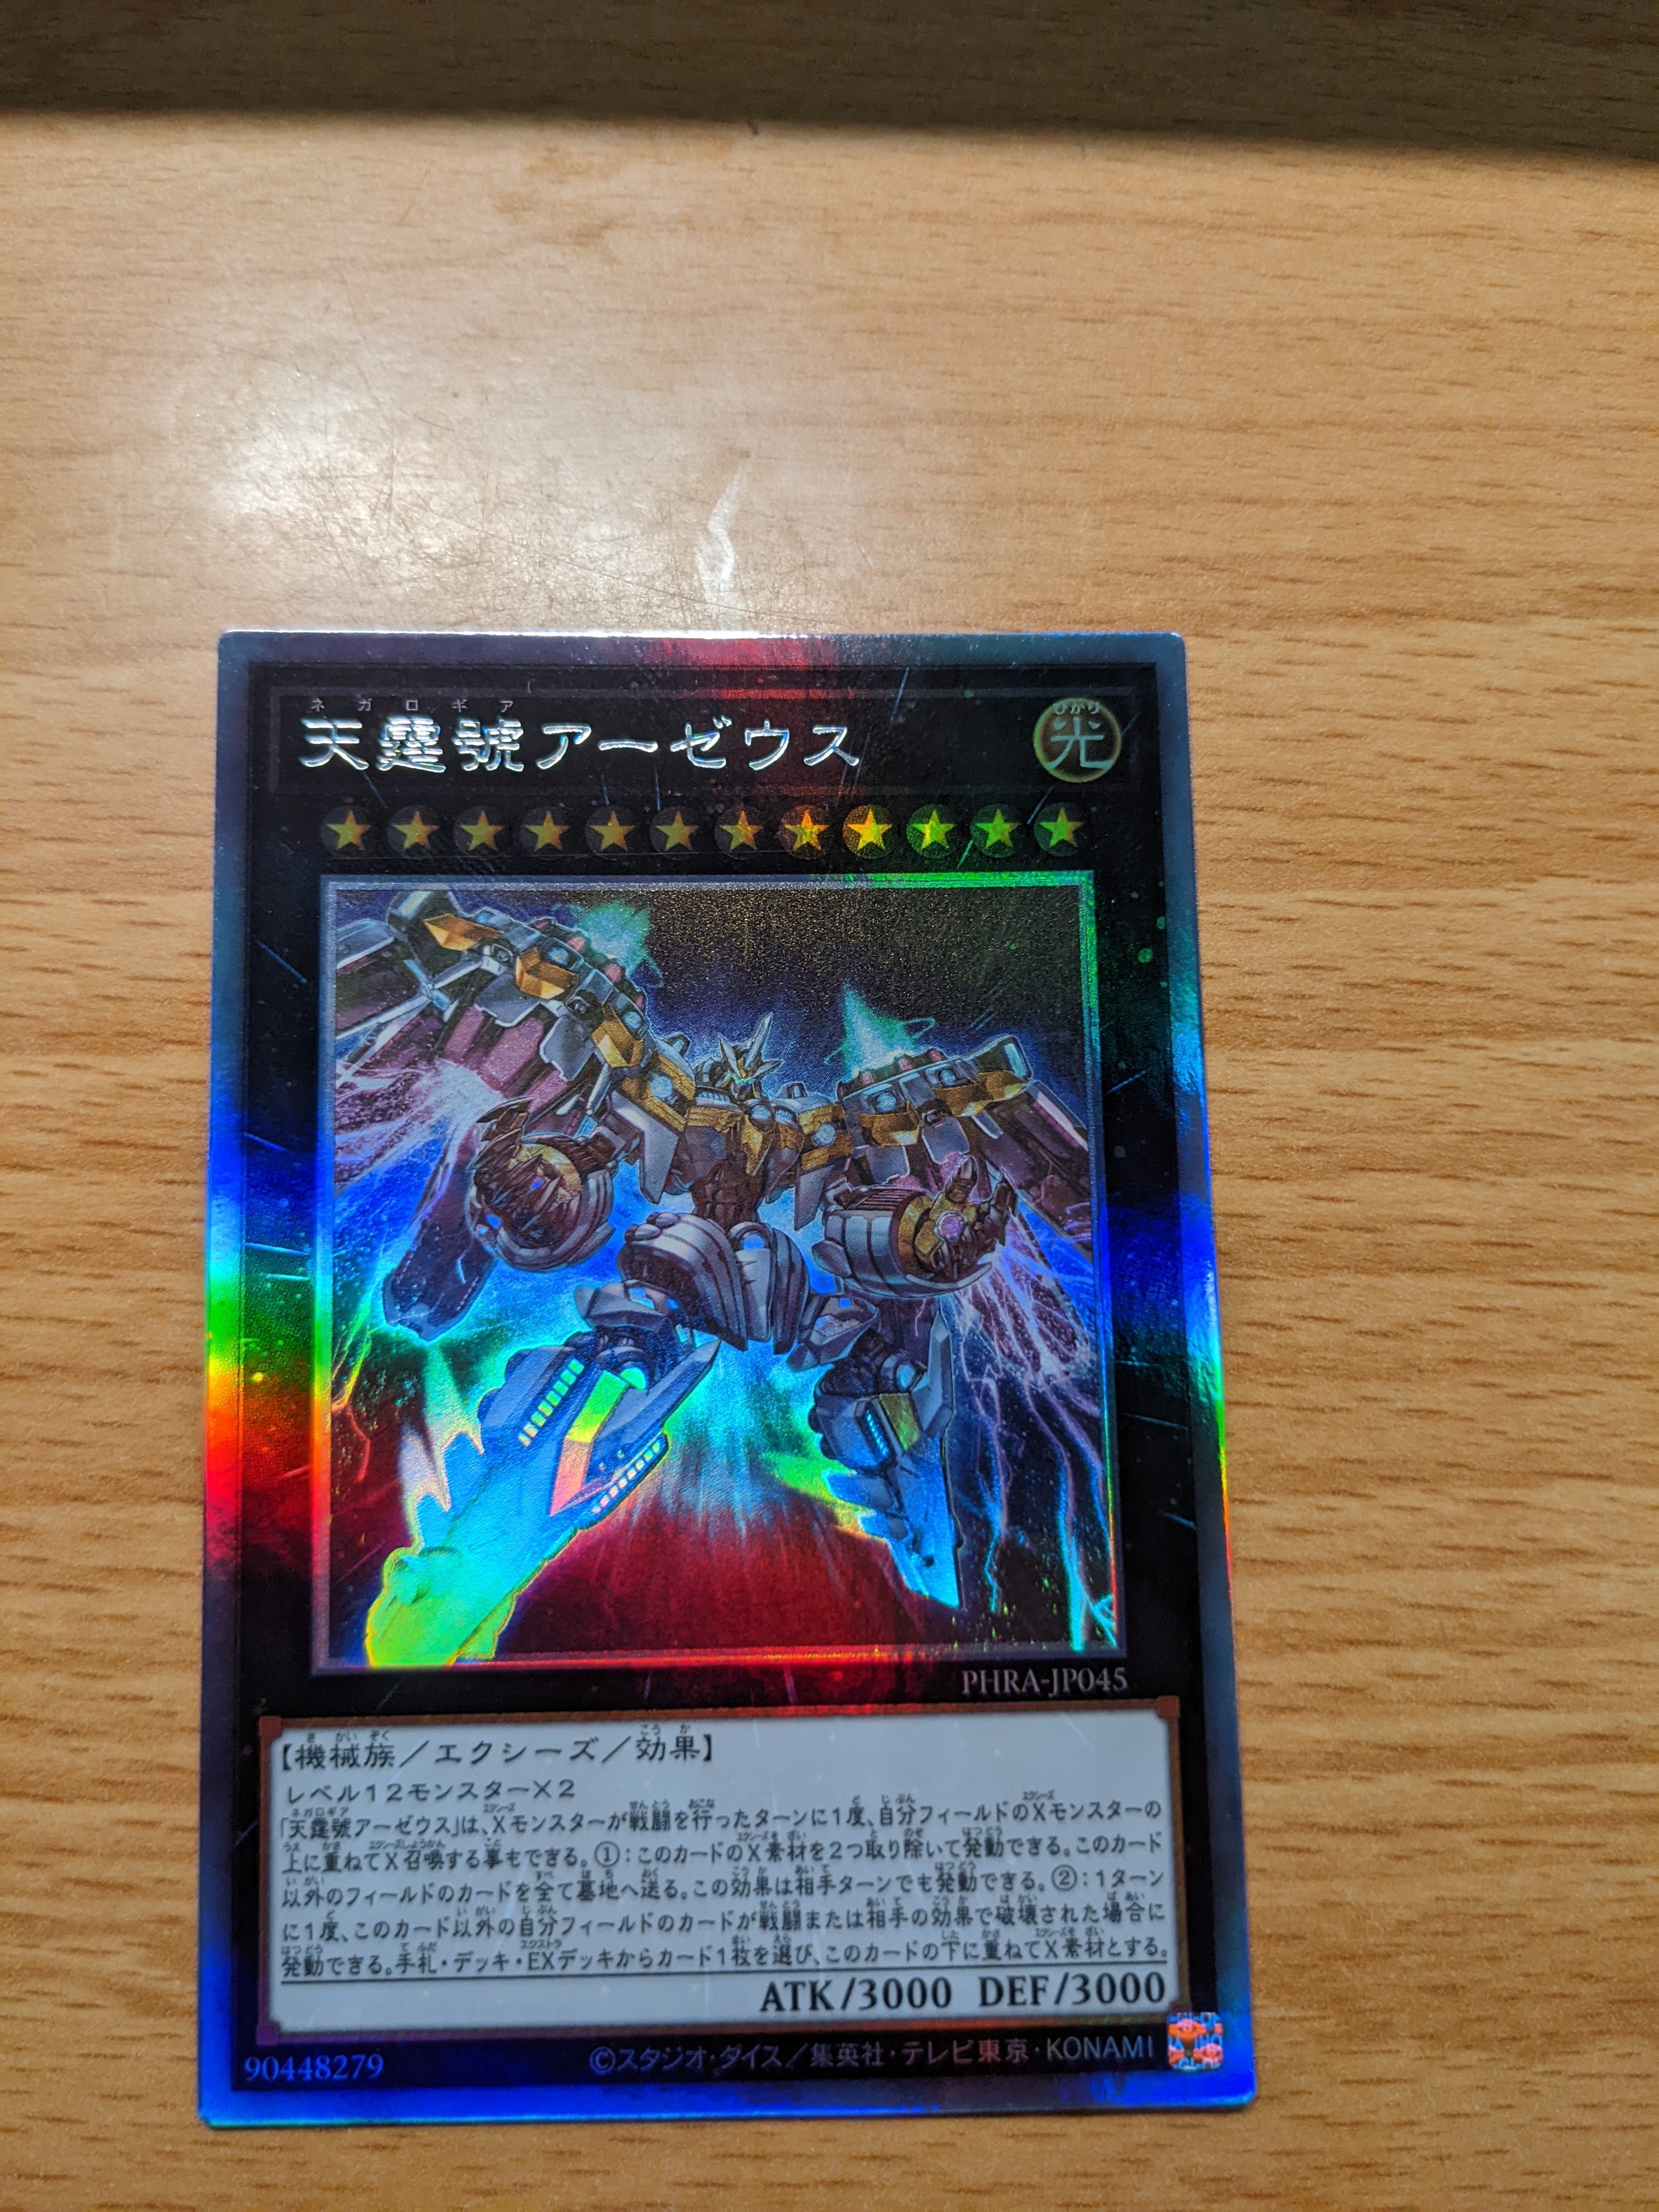 ネガロギア
天霆號アーゼウス
ひかり
光
PHRA-JP045
【機械族／エクシーズ／効果】
レベル12モンスター×2
「天霆號アーゼウス」は、Xモンスターが戦闘を行ったターンに1度、自分フィールドのXモンスターの
上に重ねてX召喚する事もできる。①：このカードのX素材を2つ取り除いて発動できる。このカード
以外のフィールドのカードを全て墓地へ送る。この効果は相手ターンでも発動できる。②：1ターン
に1度、このカード以外の自分フィールドのカードが戦闘または相手の効果で破壊された場合に
発動できる。手札・デッキ・EXデッキからカード1枚を選び、このカードの下に重ねてX素材とする。
ATK/3000 DEF/3000
90448279
©スタジオ・ダイス／集英社・テレビ東京・KONAMI